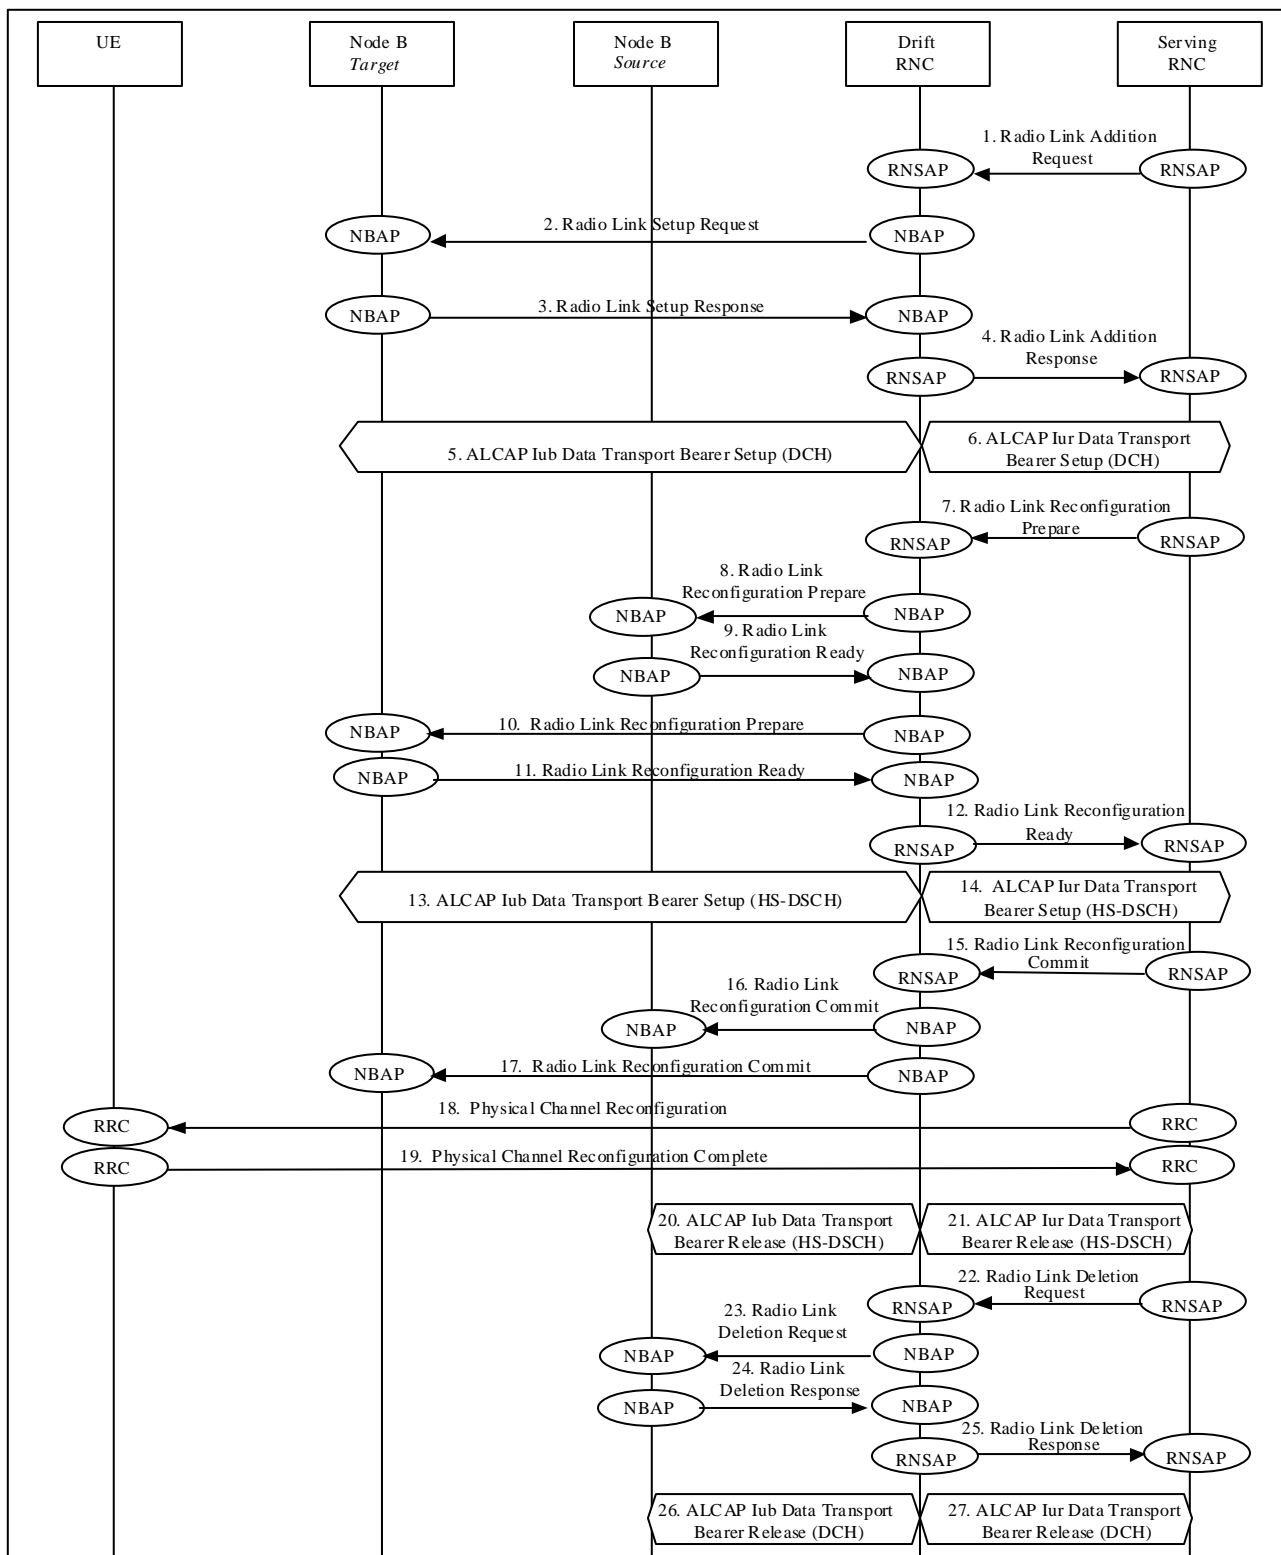 UE
Node B
Target
Node B
Source
Drift
RNC
Serving
RNC
1. Radio Link Addition
Request
RNSAP
RNSAP
2. Radio Link Setup Request
NBAP
NBAP
3. Radio Link Setup Response
NBAP
NBAP
4. Radio Link Addition
Response
RNSAP
RNSAP
5. ALCAP Iub Data Transport Bearer Setup (DCH)
6. ALCAP Iur Data Transport
Bearer Setup (DCH)
7. Radio Link Reconfiguration
Prepare
RNSAP
RNSAP
8. Radio Link
Reconfiguration Prepare
NBAP
NBAP
9. Radio Link
Reconfiguration Ready
NBAP
NBAP
10. Radio Link Reconfiguration Prepare
NBAP
NBAP
11. Radio Link Reconfiguration Ready
NBAP
NBAP
12. Radio Link Reconfiguration
Ready
RNSAP
RNSAP
13. ALCAP Iub Data Transport Bearer Setup (HS-DSCH)
14. ALCAP Iur Data Transport
Bearer Setup (HS-DSCH)
15. Radio Link Reconfiguration
Commit
RNSAP
RNSAP
16. Radio Link
Reconfiguration Commit
NBAP
NBAP
17. Radio Link Reconfiguration Commit
NBAP
NBAP
18. Physical Channel Reconfiguration
RRC
RRC
19. Physical Channel Reconfiguration Complete
RRC
RRC
20. ALCAP Iub Data Transport
Bearer Release (HS-DSCH)
21. ALCAP Iur Data Transport
Bearer Release (HS-DSCH)
22. Radio Link Deletion
Request
RNSAP
RNSAP
23. Radio Link
Deletion Request
NBAP
NBAP
24. Radio Link
Deletion Response
NBAP
NBAP
25. Radio Link Deletion
Response
RNSAP
RNSAP
26. ALCAP Iub Data Transport
Bearer Release (DCH)
27. ALCAP Iur Data Transport
Bearer Release (DCH)